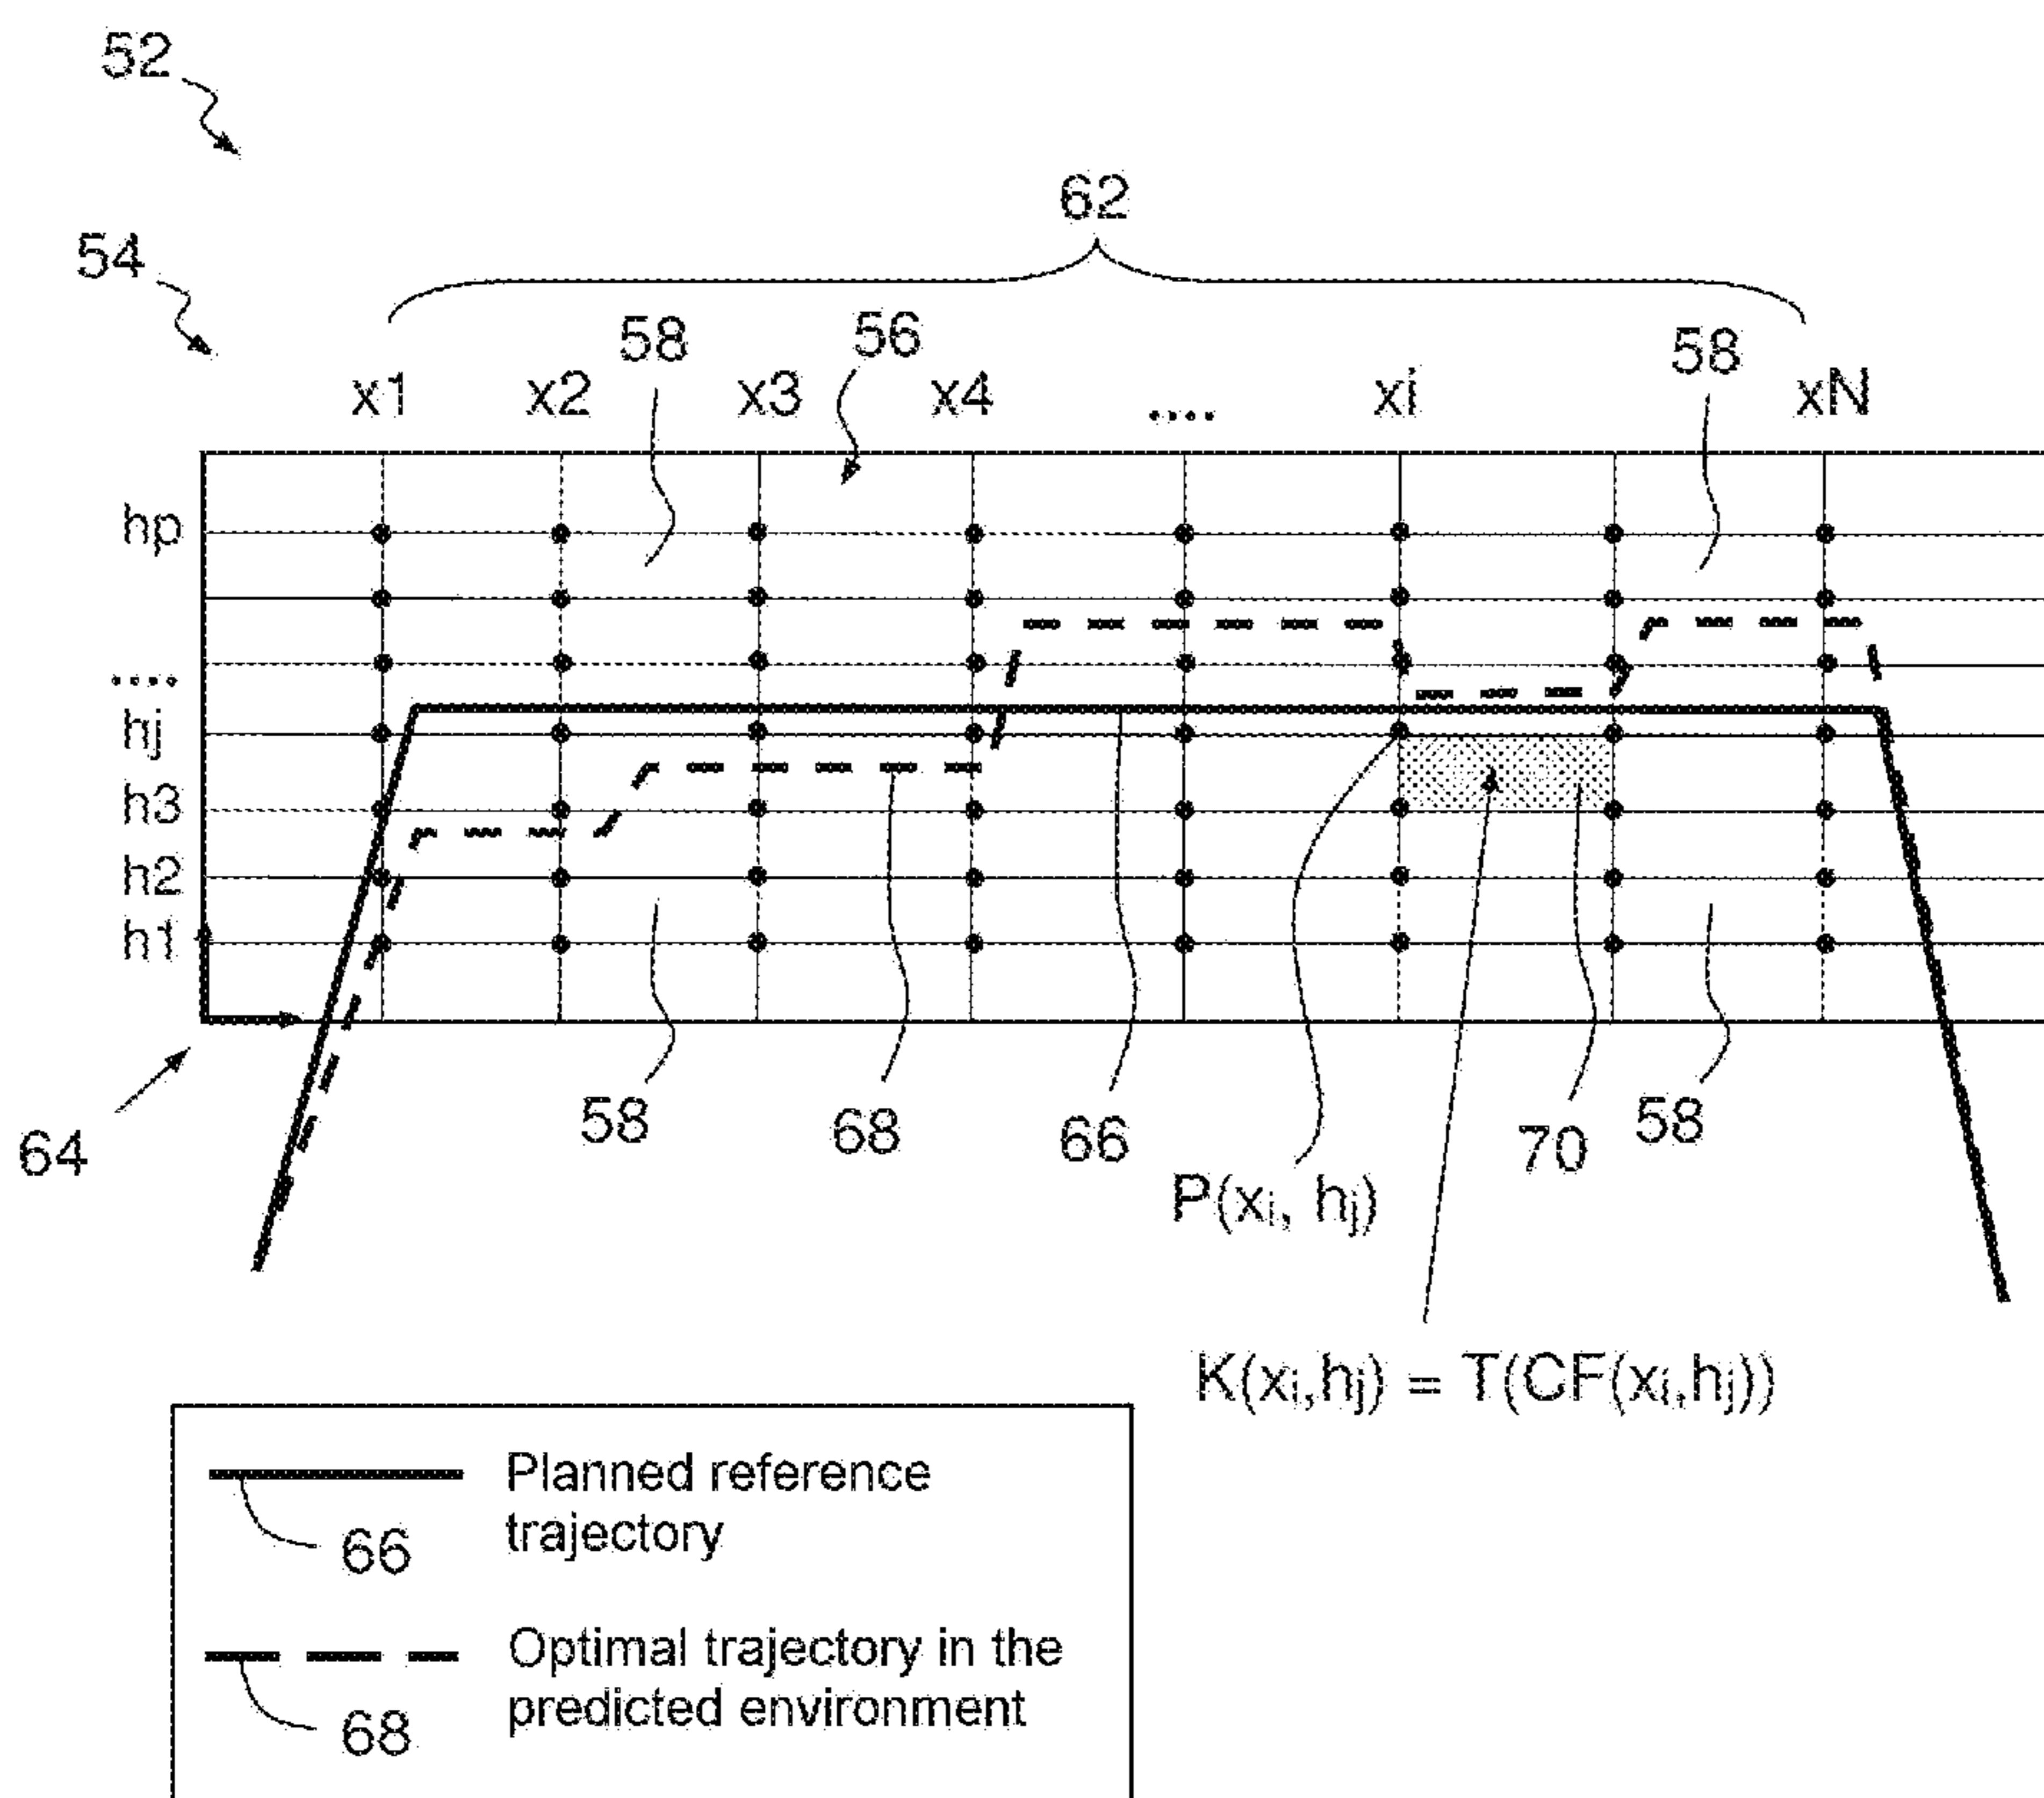 52
62
54
58
56
58
x1 x2 x3 x4 .... xi xN
hp
....
hj
h3
h2
h1
64
58
68
66
P(xi, hj)
70
58
K(xi,hj) = T(CF(xi,hj))
Planned reference
trajectory
66
Optimal trajectory in the
predicted environment
68